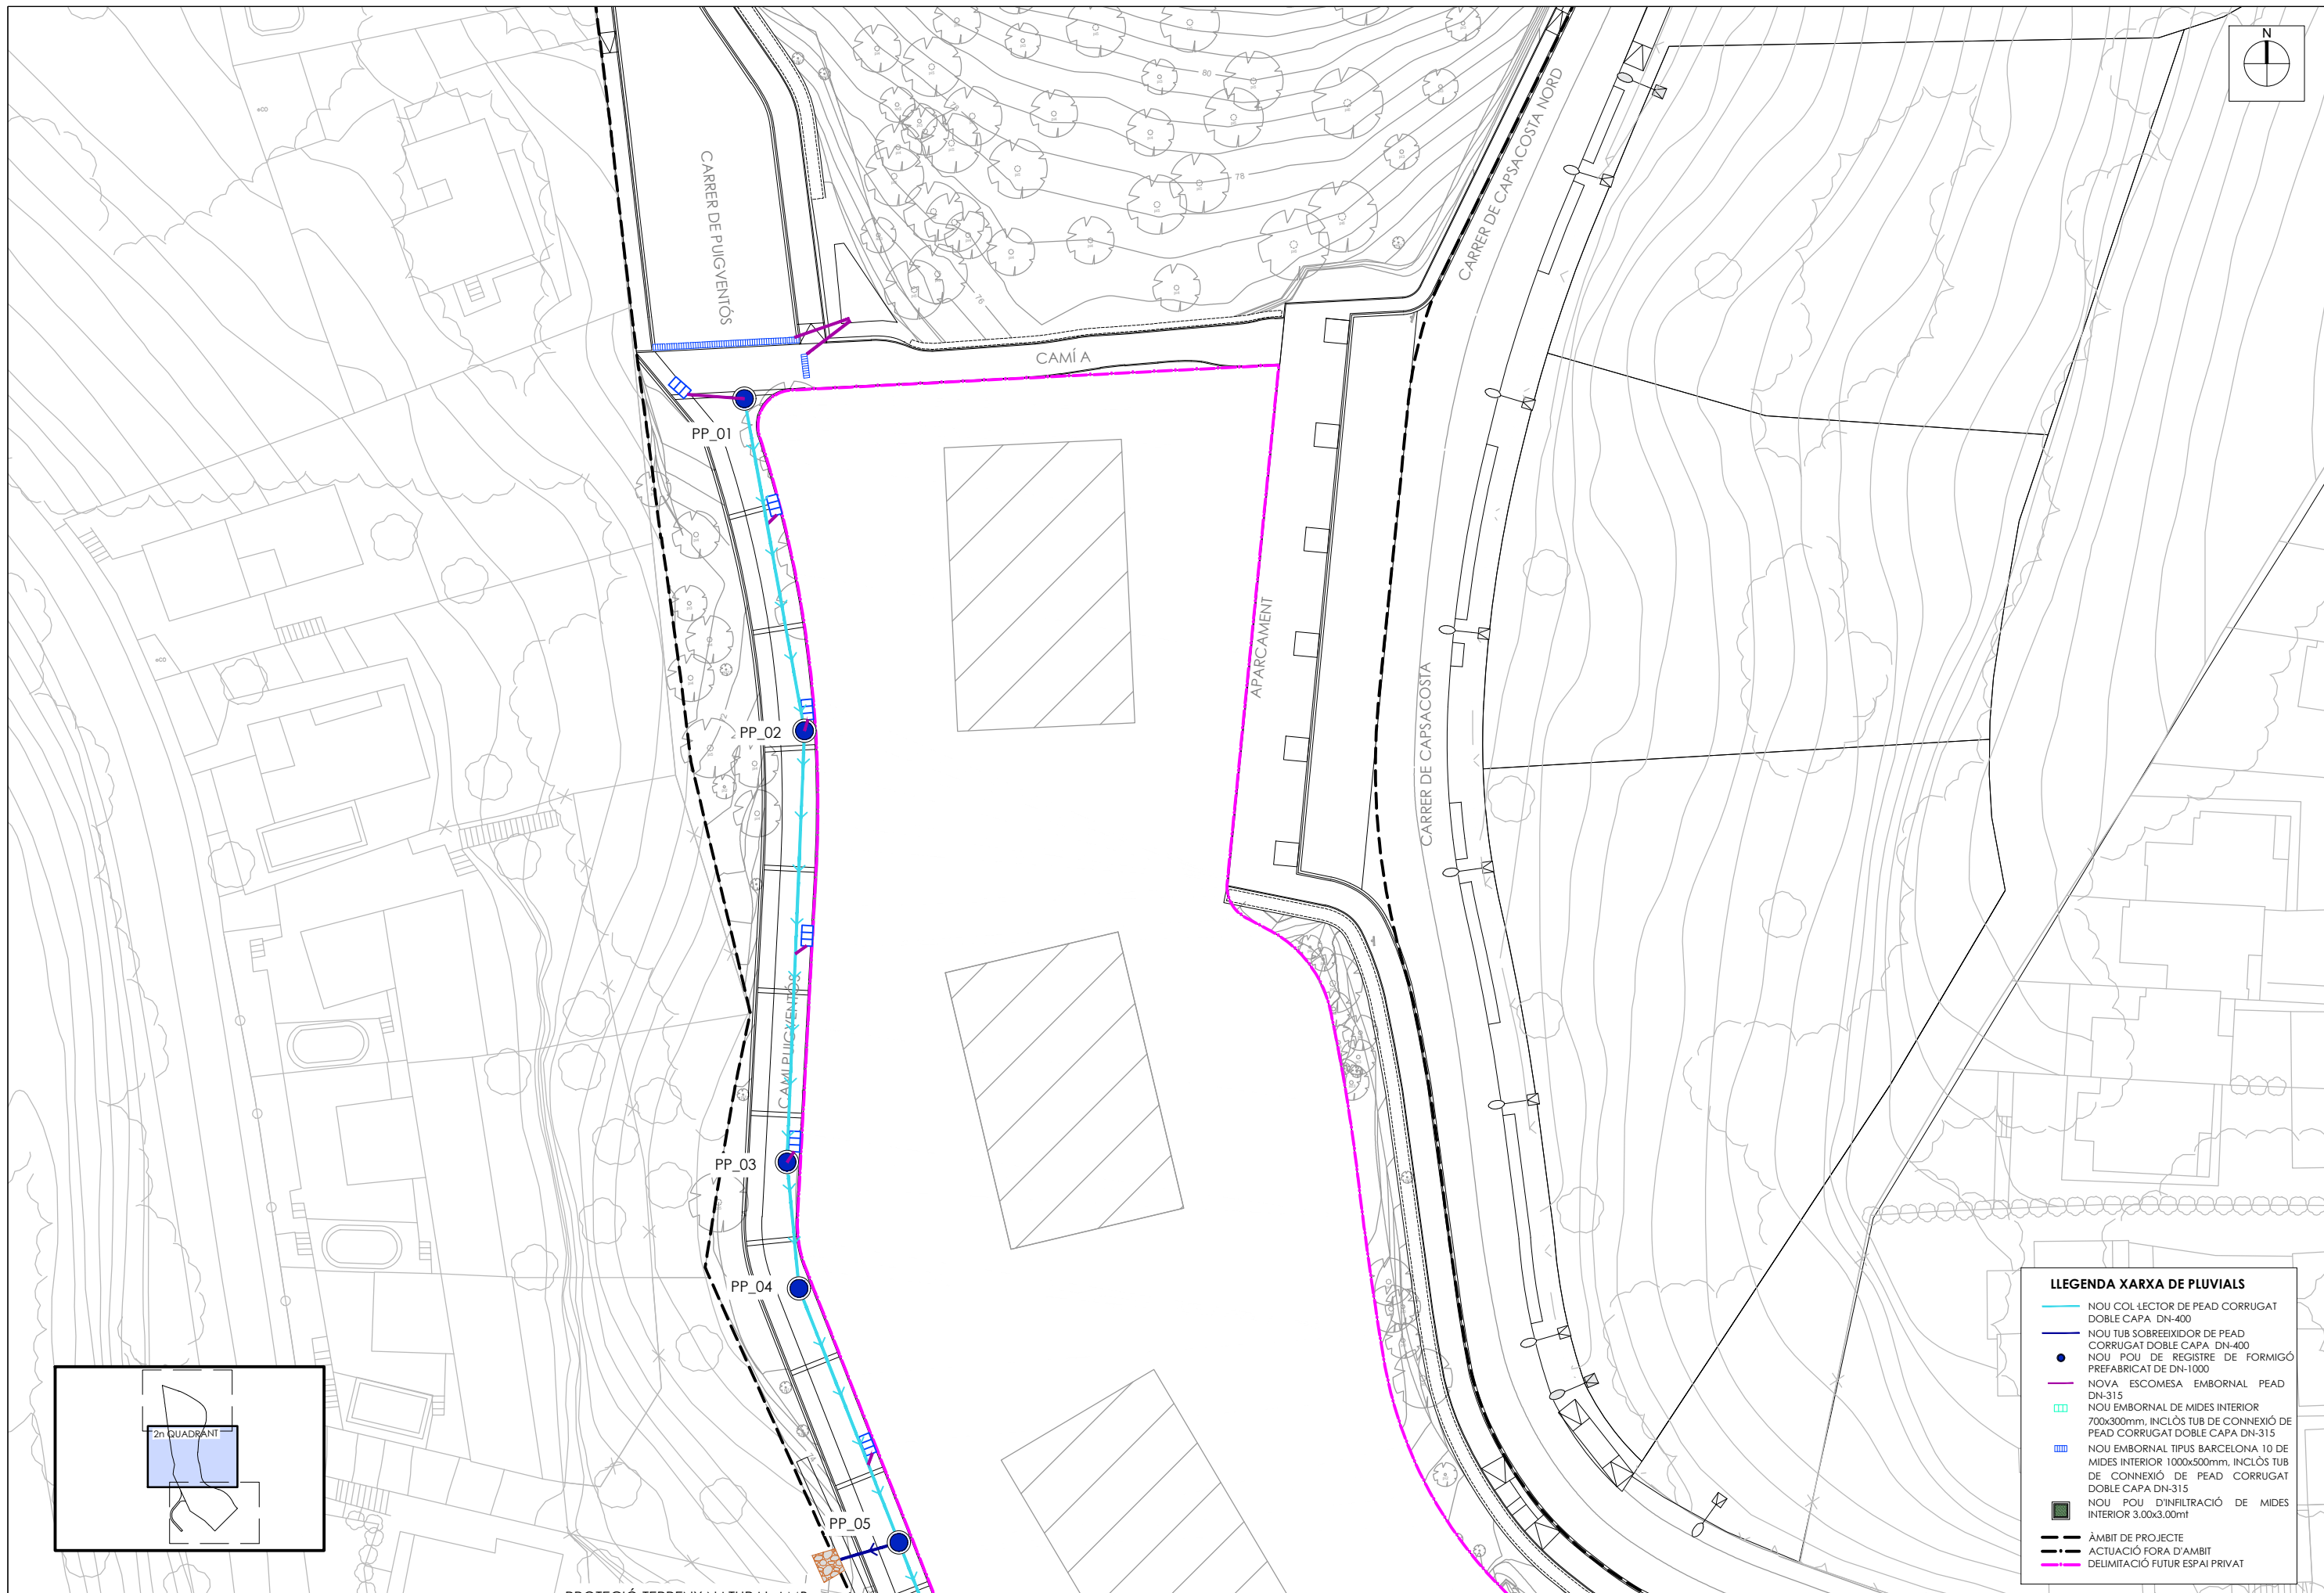 N
CARRER DE PUIGVENTÓS
CARRER DE CAPSACOSTA NORD
80
78
76
CAMÍ A
PP_01
APARCAMENT
CARRER DE CAPSACOSTA
PP_02
CAMI PUIGVENTÓS
PP_03
PP_04
PP_05
2n QUADRANT
LLEGENDA XARXA DE PLUVIALS
NOU COL·LECTOR DE PEAD CORRUGAT
DOBLE CAPA DN-400
NOU TUB SOBREEIXIDOR DE PEAD
CORRUGAT DOBLE CAPA DN-400
NOU POU DE REGISTRE DE FORMIGÓ
PREFABRICAT DE DN-1000
NOVA ESCOMESA EMBORNAL PEAD
DN-315
NOU EMBORNAL DE MIDES INTERIOR
700x300mm, INCLÒS TUB DE CONNEXIÓ DE
PEAD CORRUGAT DOBLE CAPA DN-315
NOU EMBORNAL TIPUS BARCELONA 10 DE
MIDES INTERIOR 1000x500mm, INCLÒS TUB
DE CONNEXIÓ DE PEAD CORRUGAT
DOBLE CAPA DN-315
NOU POU D'INFILTRACIÓ DE MIDES
INTERIOR 3.00x3.00mt
ÀMBIT DE PROJECTE
ACTUACIÓ FORA D'AMBIT
DELIMITACIÓ FUTUR ESPAI PRIVAT